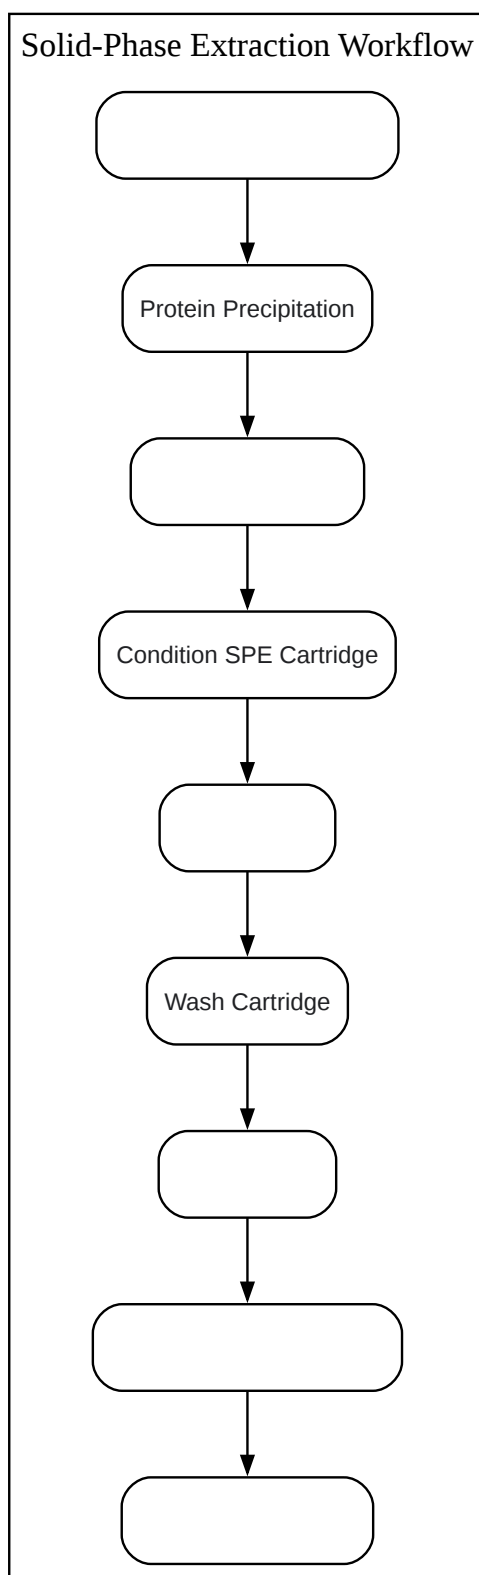 Solid-Phase Extraction Workflow
Protein Precipitation
Condition SPE Cartridge
Wash Cartridge